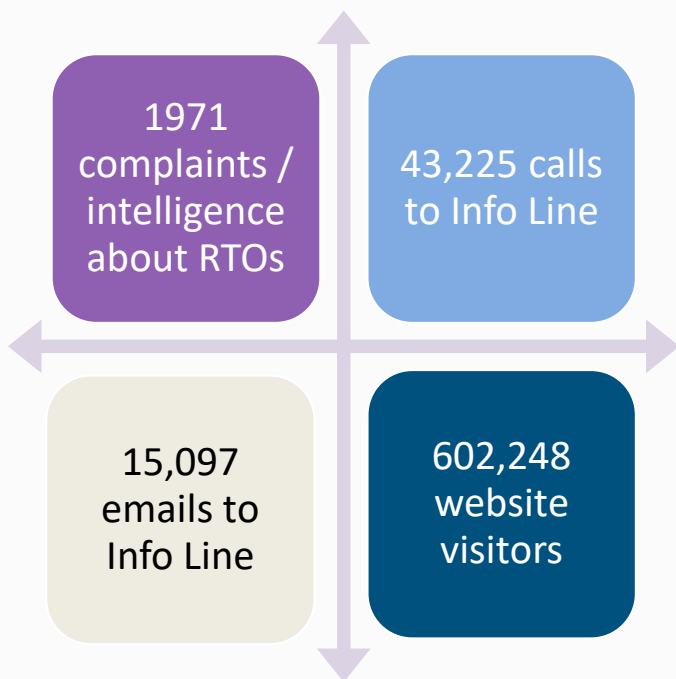 1971
complaints /
intelligence
about RTOs
43,225 calls
to Info Line
15,097
emails to
Info Line
602,248
website
visitors